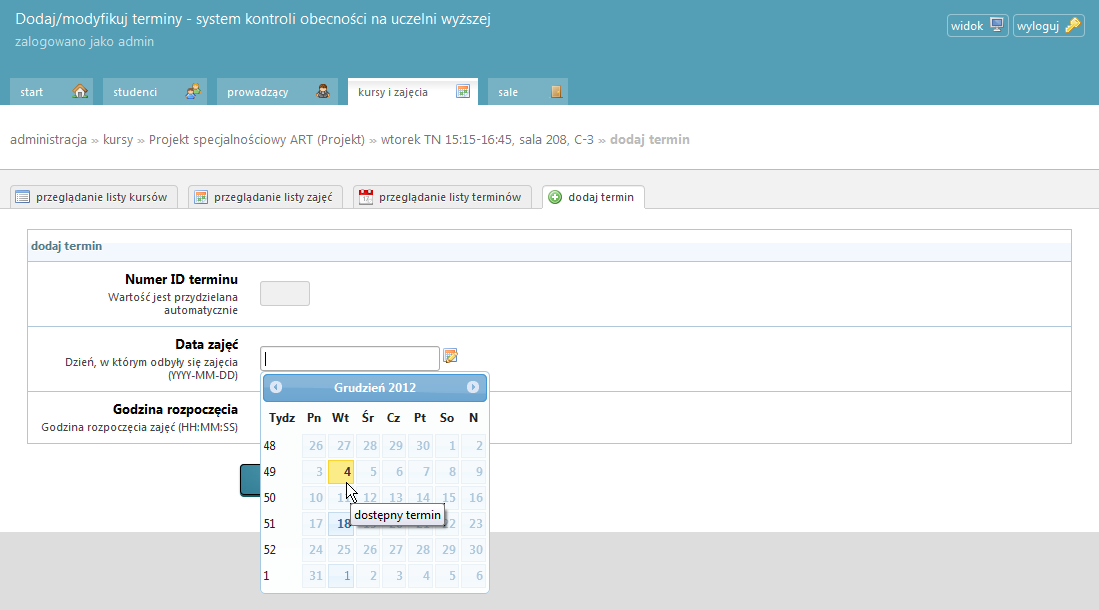 Dodaj/modyfikuj terminy - system kontroli obecności na uczelni wyższej
zalogowano jako admin
widok
wyloguj
start
studenci
prowadzący
kursy i zajęcia
sale
administracja » kursy » Projekt specjalnościowy ART (Projekt) » wtorek TN 15:15-16:45, sala 208, C-3 » dodaj termin
przeglądanie listy kursów
przeglądanie listy zajęć
przeglądanie listy terminów
dodaj termin
dodaj termin
Numer ID terminu
Wartość jest przydzielana
automatycznie
Data zajęć
Dzień, w którym odbyły się zajęcia
(YYYY-MM-DD)
Godzina rozpoczęcia
Godzina rozpoczęcia zajęć (HH:MM:SS)
Grudzień 2012
Tydz Pn Wt Śr Cz Pt So N
48 26 27 28 29 30 1 2
49 3 4 5 6 7 8 9
50 10 12 13 14 15 16
dostępny termin
51 17 18 22 23
52 24 25 26 27 28 29 30
1 31 1 2 3 4 5 6